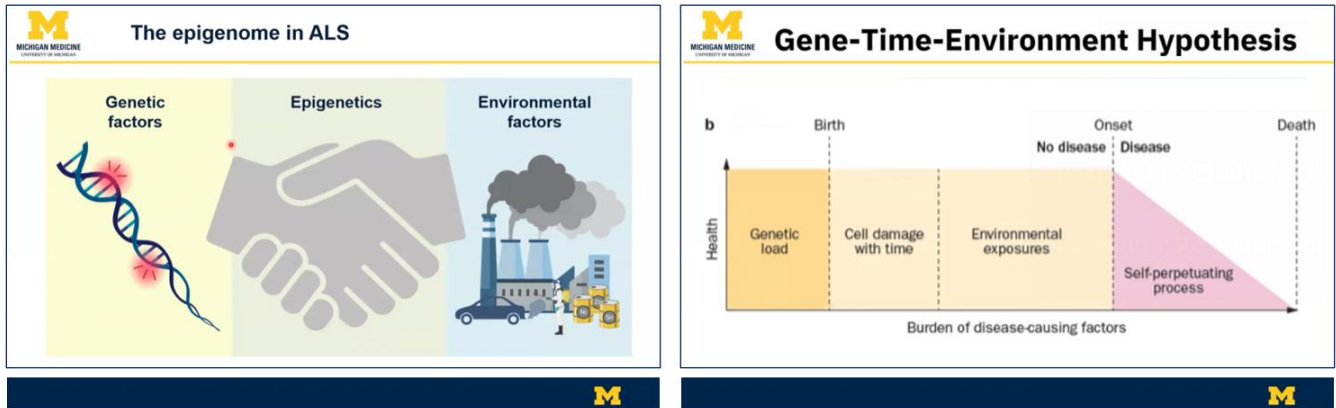 MICHIGAN MEDICINE
UNIVERSITY OF MICHIGAN
The epigenome in ALS
Genetic
factors
Epigenetics
Environmental
factors
M
MICHIGAN MEDICINE
UNIVERSITY OF MICHIGAN
Gene-Time-Environment Hypothesis
b
Birth
Onset
Death
No disease
Disease
Health
Genetic
load
Cell damage
with time
Environmental
exposures
Self-perpetuating
process
Burden of disease-causing factors
M